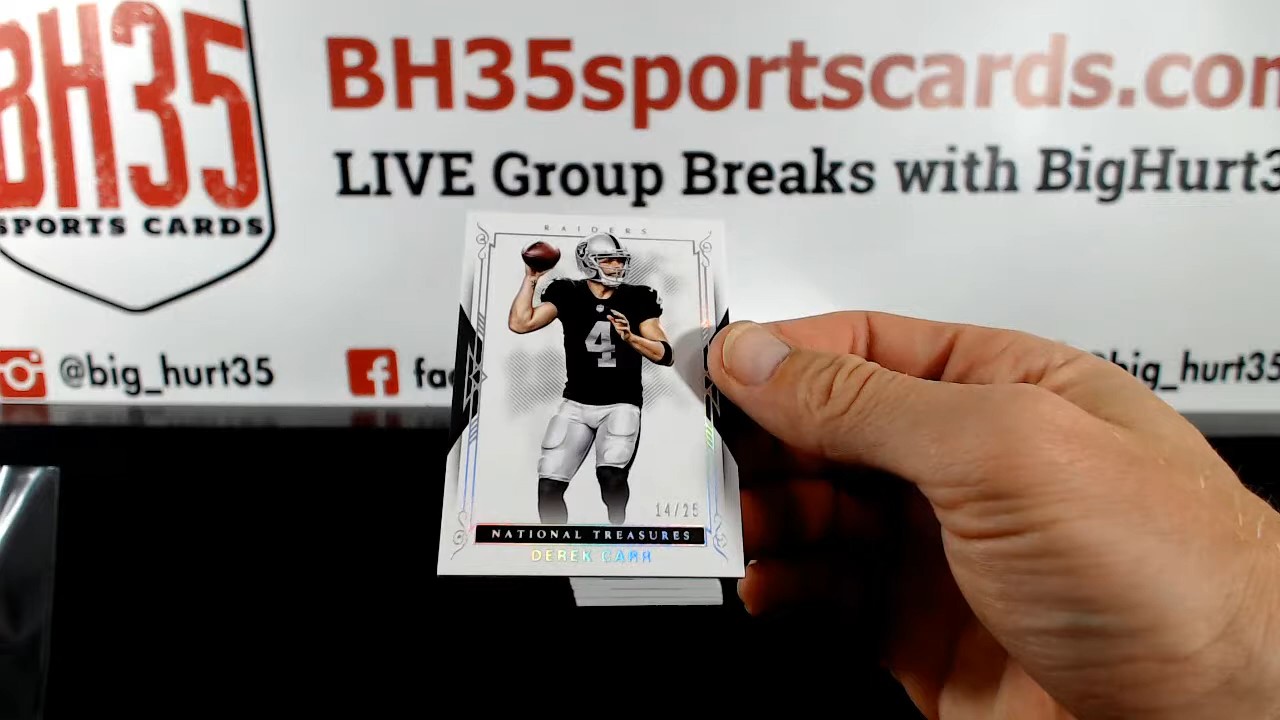 BH35
SPORTS CARDS
BH35sportscards.com
LIVE Group Breaks with BigHurt3
@big_hurt35
f
fac
big_hurt35
RAIDERS
4
14/25
NATIONAL TREASURES
DEREK CARR